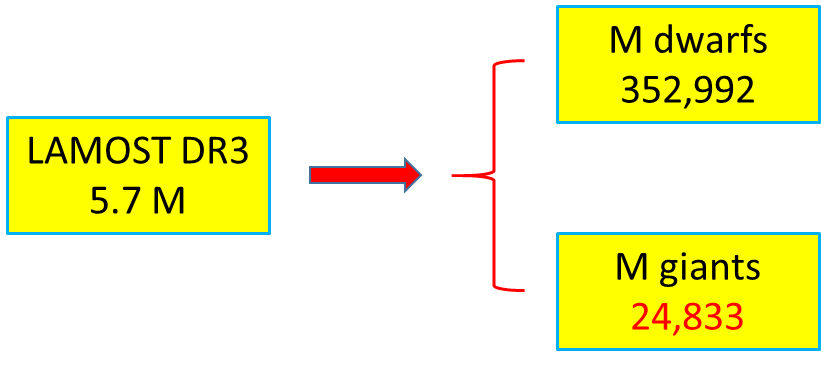 LAMOST DR3
5.7 M
M dwarfs
352,992
M giants
24,833